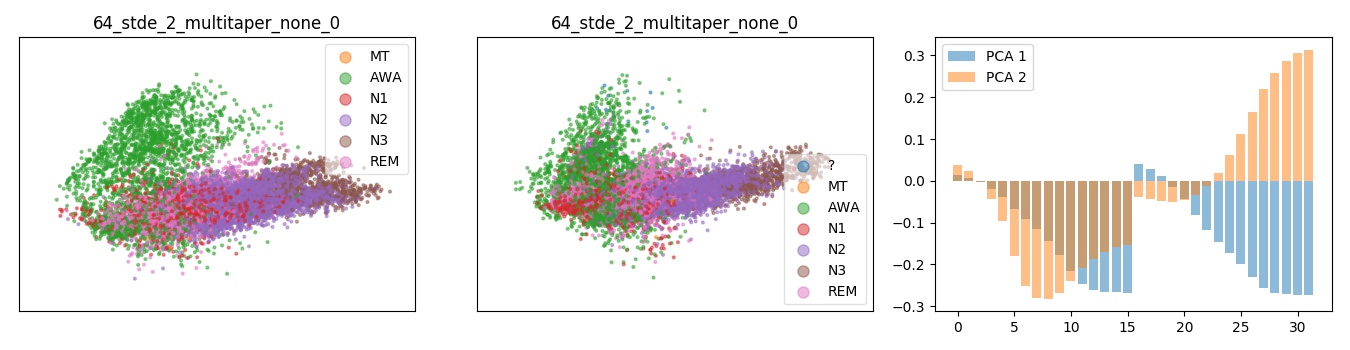 64_stde_2_multitaper_none_0
MT
AWA
N1
N2
N3
REM
64_stde_2_multitaper_none_0
?
MT
AWA
N1
N2
N3
REM
PCA 1
PCA 2
0.3
0.2
0.1
0.0
−0.1
−0.2
−0.3
0 5 10 15 20 25 30